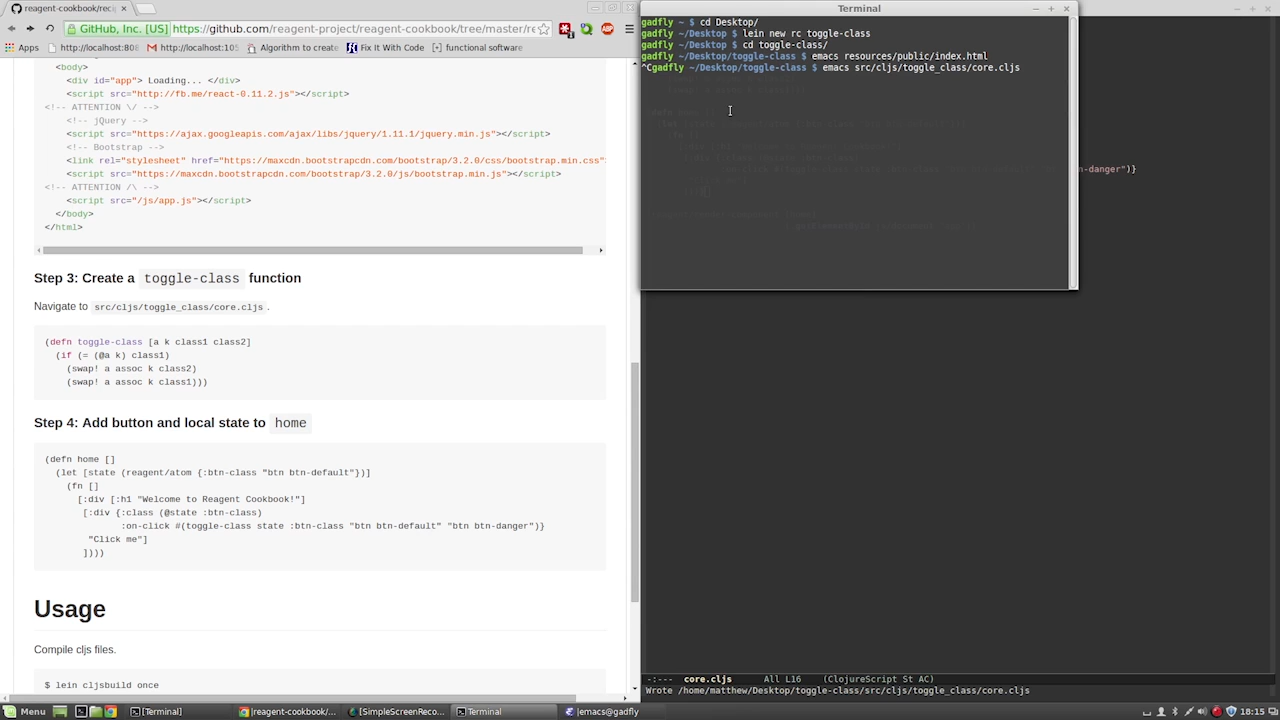 reagent-cookbook/reci
GitHub, Inc. [US] https://github.com/reagent-project/reagent-cookbook/tree/master/re
Apps http://localhost:808 http://localhost:105 Algorithm to create Fix It With Code functional software
<body>
<div id="app"> Loading... </div>
<script src="http://fb.me/react-0.11.2.js"></script>
<!-- ATTENTION \/ -->
<!-- jQuery -->
<script src="https://ajax.googleapis.com/ajax/libs/jquery/1.11.1/jquery.min.js"></script>
<!-- Bootstrap -->
<link rel="stylesheet" href="https://maxcdn.bootstrapcdn.com/bootstrap/3.2.0/css/bootstrap.min.css"
<script src="https://maxcdn.bootstrapcdn.com/bootstrap/3.2.0/js/bootstrap.min.js"></script>
<!-- ATTENTION /\ -->
<script src="/js/app.js"></script>
</body>
</html>
Step 3: Create a toggle-class function
Navigate to src/cljs/toggle_class/core.cljs .
(defn toggle-class [a k class1 class2]
(if (= (@a k) class1)
(swap! a assoc k class2)
(swap! a assoc k class1)))
Step 4: Add button and local state to home
(defn home []
(let [state (reagent/atom {:btn-class "btn btn-default"})]
(fn []
[:div [:h1 "Welcome to Reagent Cookbook!"]
[:div {:class (@state :btn-class)
:on-click #(toggle-class state :btn-class "btn btn-default" "btn btn-danger")}
"Click me"]
])))
Usage
Compile cljs files.
$ lein cljsbuild once
Terminal
gadfly ~ $ cd Desktop/
gadfly ~/Desktop $ lein new rc toggle-class
gadfly ~/Desktop $ cd toggle-class/
gadfly ~/Desktop/toggle-class $ emacs resources/public/index.html
^Cgadfly ~/Desktop/toggle-class $ emacs src/cljs/toggle_class/core.cljs
n-danger")}
-:--- core.cljs All L16 (ClojureScript St AC)
Wrote /home/matthew/Desktop/toggle-class/src/cljs/toggle_class/core.cljs
Menu [Terminal] [reagent-cookbook/... [SimpleScreenReco... Terminal [emacs@gadfly 18:15